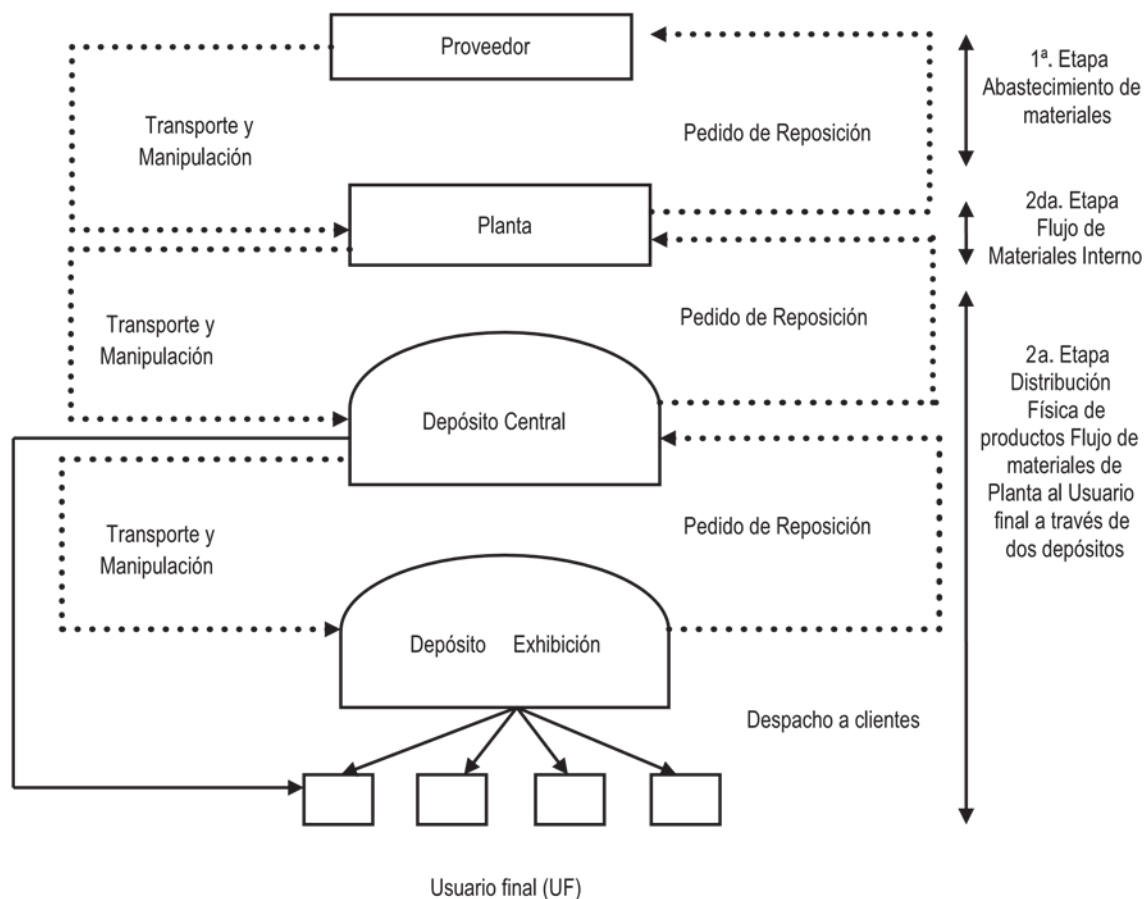 Proveedor
1ª. Etapa
Abastecimiento de
materiales
Transporte y
Manipulación
Pedido de Reposición
Planta
2da. Etapa
Flujo de
Materiales Interno
Transporte y
Manipulación
Pedido de Reposición
Depósito Central
2a. Etapa
Distribución
Física de
productos Flujo de
materiales de
Planta al Usuario
final a través de
dos depósitos
Transporte y
Manipulación
Pedido de Reposición
Depósito Exhibición
Despacho a clientes
Usuario final (UF)